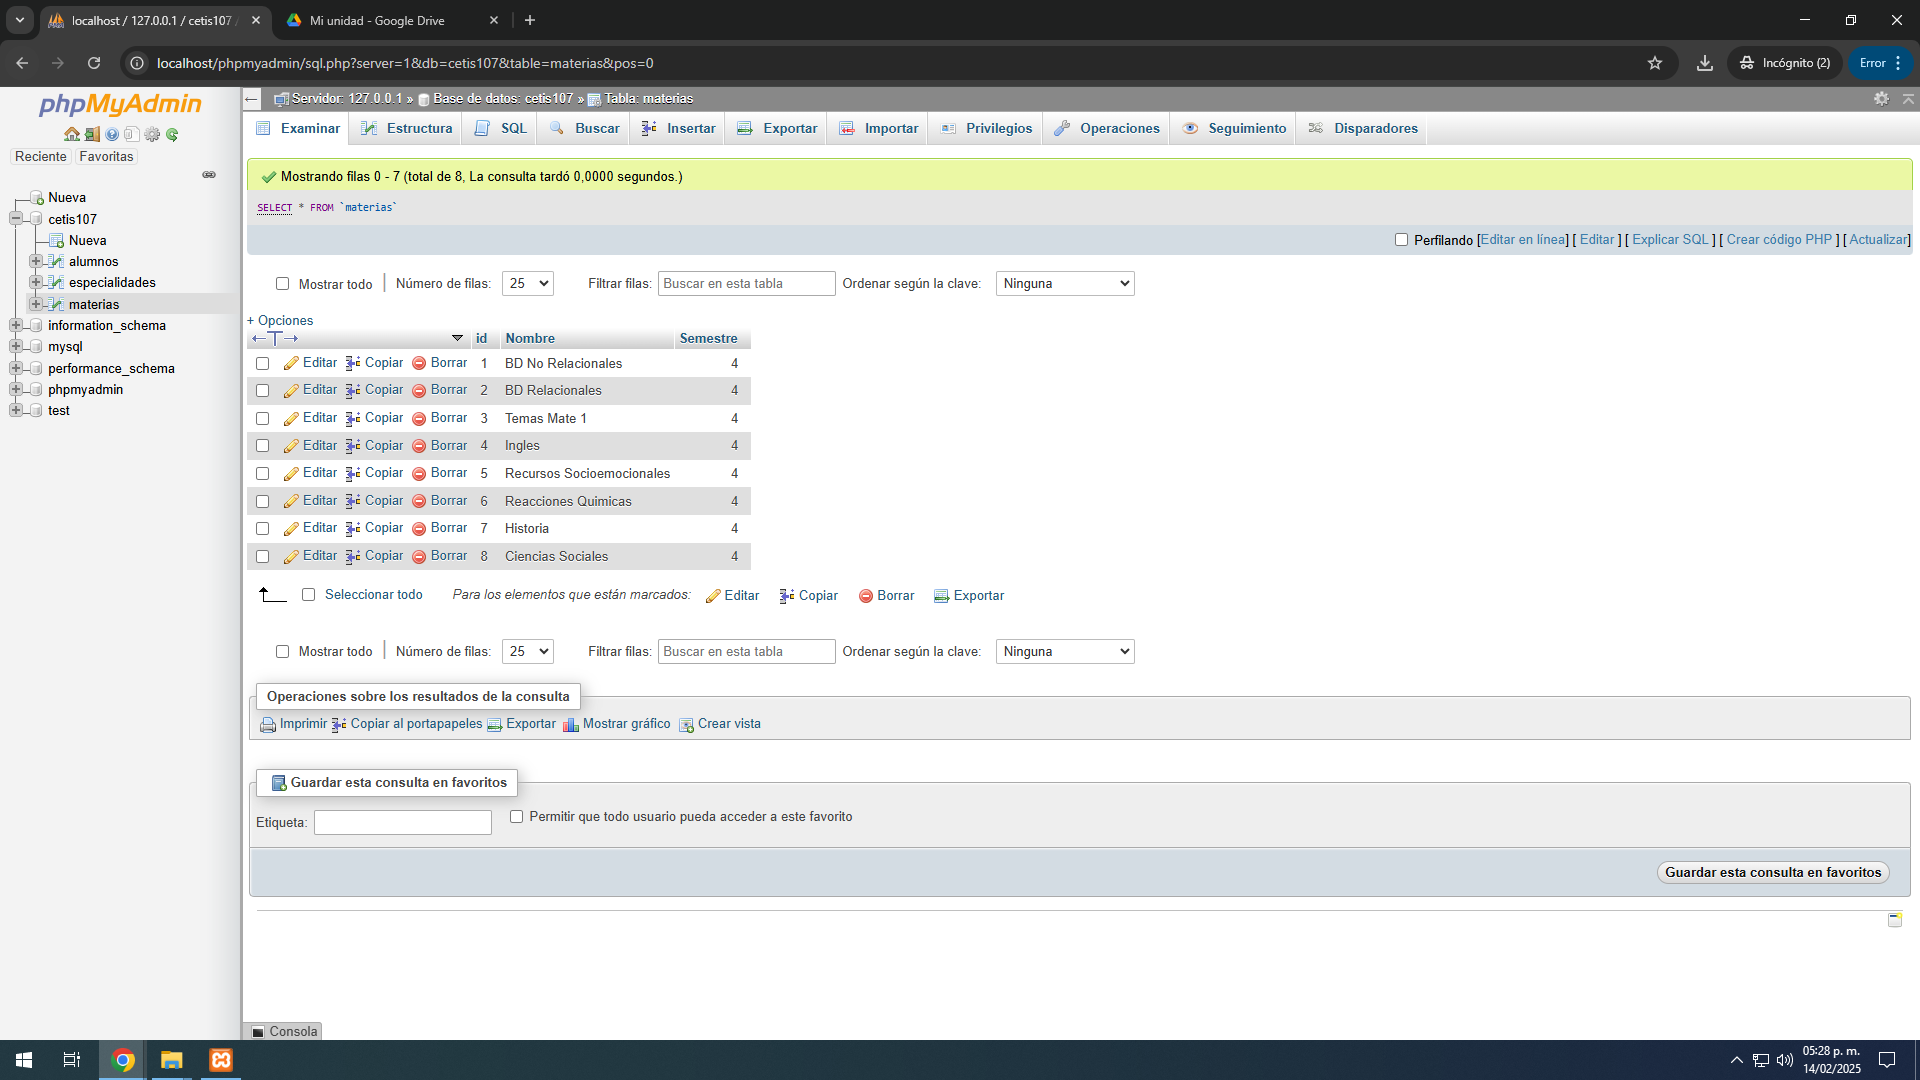 localhost / 127.0.0.1 / cetis107
Mi unidad - Google Drive
localhost/phpmyadmin/sql.php?server=1&db=cetis107&table=materias&pos=0
Incógnito (2)
Error
phpMyAdmin
Reciente
Favoritas
Nueva
cetis107
Nueva
alumnos
especialidades
materias
information_schema
mysql
performance_schema
phpmyadmin
test
Servidor: 127.0.0.1 » Base de datos: cetis107 » Tabla: materias
Examinar
Estructura
SQL
Buscar
Insertar
Exportar
Importar
Privilegios
Operaciones
Seguimiento
Disparadores
Mostrando filas 0 - 7 (total de 8, La consulta tardó 0,0000 segundos.)
SELECT * FROM `materias`
Perfilando [Editar en línea] [ Editar ] [ Explicar SQL ] [ Crear código PHP ] [ Actualizar]
Mostrar todo | Número de filas: 25 Filtrar filas: Buscar en esta tabla Ordenar según la clave: Ninguna
+ Opciones
←T→ id Nombre Semestre
Editar Copiar Borrar 1 BD No Relacionales 4
Editar Copiar Borrar 2 BD Relacionales 4
Editar Copiar Borrar 3 Temas Mate 1 4
Editar Copiar Borrar 4 Ingles 4
Editar Copiar Borrar 5 Recursos Socioemocionales 4
Editar Copiar Borrar 6 Reacciones Quimicas 4
Editar Copiar Borrar 7 Historia 4
Editar Copiar Borrar 8 Ciencias Sociales 4
Seleccionar todo Para los elementos que están marcados: Editar Copiar Borrar Exportar
Mostrar todo | Número de filas: 25 Filtrar filas: Buscar en esta tabla Ordenar según la clave: Ninguna
Operaciones sobre los resultados de la consulta
Imprimir Copiar al portapapeles Exportar Mostrar gráfico Crear vista
Guardar esta consulta en favoritos
Etiqueta: Permitir que todo usuario pueda acceder a este favorito
Guardar esta consulta en favoritos
Consola
05:28 p. m.
14/02/2025